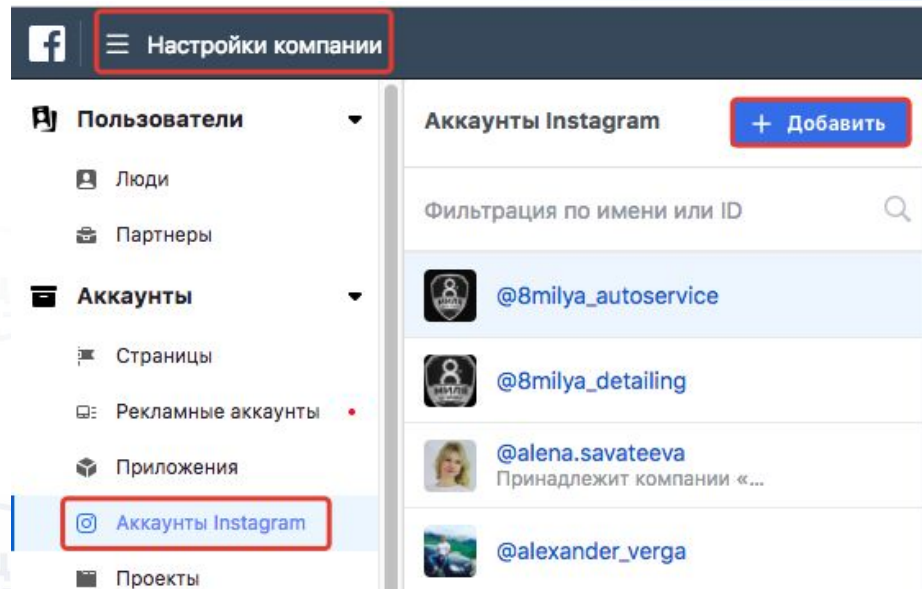 Настройки компании
Пользователи
Люди
Партнеры
Аккаунты
Страницы
Рекламные аккаунты
Приложения
Аккаунты Instagram
Проекты
Аккаунты Instagram
+ Добавить
Фильтрация по имени или ID
@8milya_autoservice
@8milya_detailing
@alena.savateeva
Принадлежит компании «...
@alexander_verga